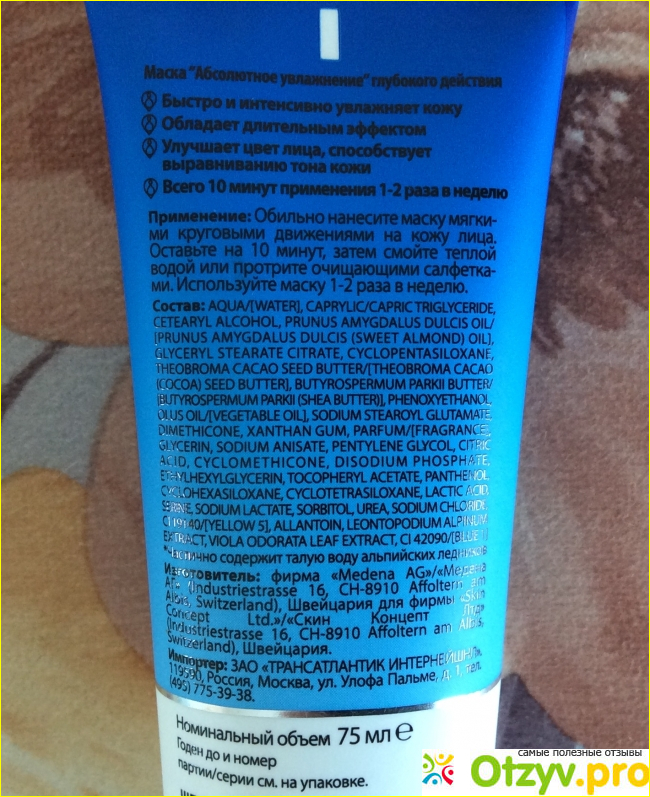 Маска "Абсолютное увлажнение" глубокого действия
Быстро и интенсивно увлажняет кожу
Обладает длительным эффектом
Улучшает цвет лица, способствует
выравниванию тона кожи
Всего 10 минут применения 1-2 раза в неделю
Применение: Обильно нанесите маску мягки-
ми круговыми движениями на кожу лица.
Оставьте на 10 минут, затем смойте теплой
водой или протрите очищающими салфетка-
ми. Используйте маску 1-2 раза в неделю.
Состав: AQUA/[WATER], CAPRYLIC/CAPRIC TRIGLYCERIDE,
CETEARYL ALCOHOL, PRUNUS AMYGDALUS DULCIS OIL/
[PRUNUS AMYGDALUS DULCIS (SWEET ALMOND) OIL],
GLYCERYL STEARATE CITRATE, CYCLOPENTASILOXANE,
THEOBROMA CACAO SEED BUTTER/[THEOBROMA CACAO
(COCOA) SEED BUTTER], BUTYROSPERMUM PARKII BUTTER/
[BUTYROSPERMUM PARKII (SHEA BUTTER)], PHENOXYETHANOL,
OLUS OIL/[VEGETABLE OIL], SODIUM STEAROYL GLUTAMATE,
DIMETHICONE, XANTHAN GUM, PARFUM/[FRAGRANCE],
GLYCERIN, SODIUM ANISATE, PENTYLENE GLYCOL, CITRIC
ACID, CYCLOMETHICONE, DISODIUM PHOSPHATE,
ETHYLHEXYLGLYCERIN, TOCOPHERYL ACETATE, PANTHENOL,
CYCLOHEXASILOXANE, CYCLOTETRASILOXANE, LACTIC ACID,
SERINE, SODIUM LACTATE, SORBITOL, UREA, SODIUM CHLORIDE,
CI 19140/[YELLOW 5], ALLANTOIN, LEONTOPODIUM ALPINUM
EXTRACT, VIOLA ODORATA LEAF EXTRACT, CI 42090/[BLUE 1]
*Частично содержит талую воду альпийских ледников
Изготовитель: фирма «Medena AG»/«Медена
АГ» (Industriestrasse 16, CH-8910 Affoltern am
Albis, Switzerland), Швейцария для фирмы «Skin
Concept Ltd.»/«Скин Концепт Лтд»
(Industriestrasse 16, CH-8910 Affoltern am Albis,
Switzerland), Швейцария.
Импортер: ЗАО «ТРАНСАТЛАНТИК ИНТЕРНЕЙШНЛ»,
119590, Россия, Москва, ул. Улофа Пальме, д. 1, тел.
(495) 775-39-38.
Номинальный объем 75 мл ℮
Годен до и номер
партии/серии см. на упаковке.
самые полезные отзывы
Otzyv.pro